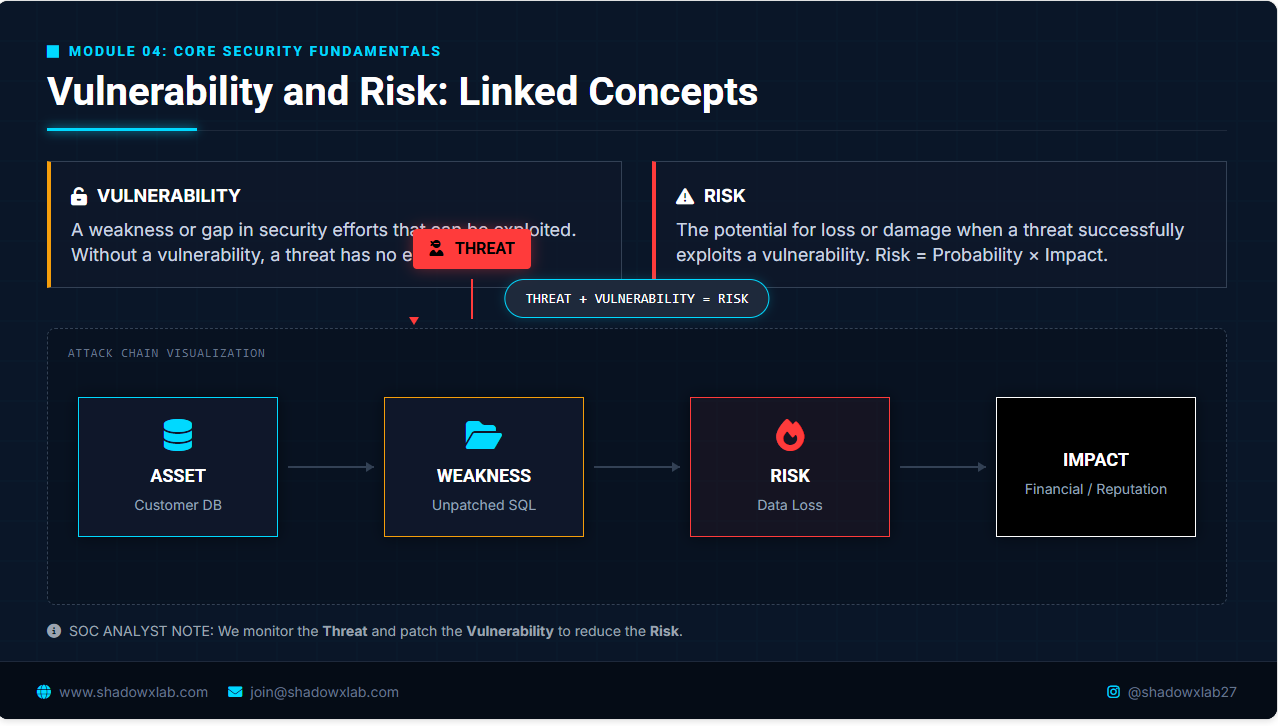 MODULE 04: CORE SECURITY FUNDAMENTALS
Vulnerability and Risk: Linked Concepts
VULNERABILITY
A weakness or gap in security efforts that can be exploited.
Without a vulnerability, a threat has no
RISK
The potential for loss or damage when a threat successfully
exploits a vulnerability. Risk = Probability × Impact.
THREAT
THREAT + VULNERABILITY = RISK
ATTACK CHAIN VISUALIZATION
ASSET
Customer DB
WEAKNESS
Unpatched SQL
RISK
Data Loss
IMPACT
Financial / Reputation
SOC ANALYST NOTE: We monitor the Threat and patch the Vulnerability to reduce the Risk.
www.shadowxlab.com
join@shadowxlab.com
@shadowxlab27